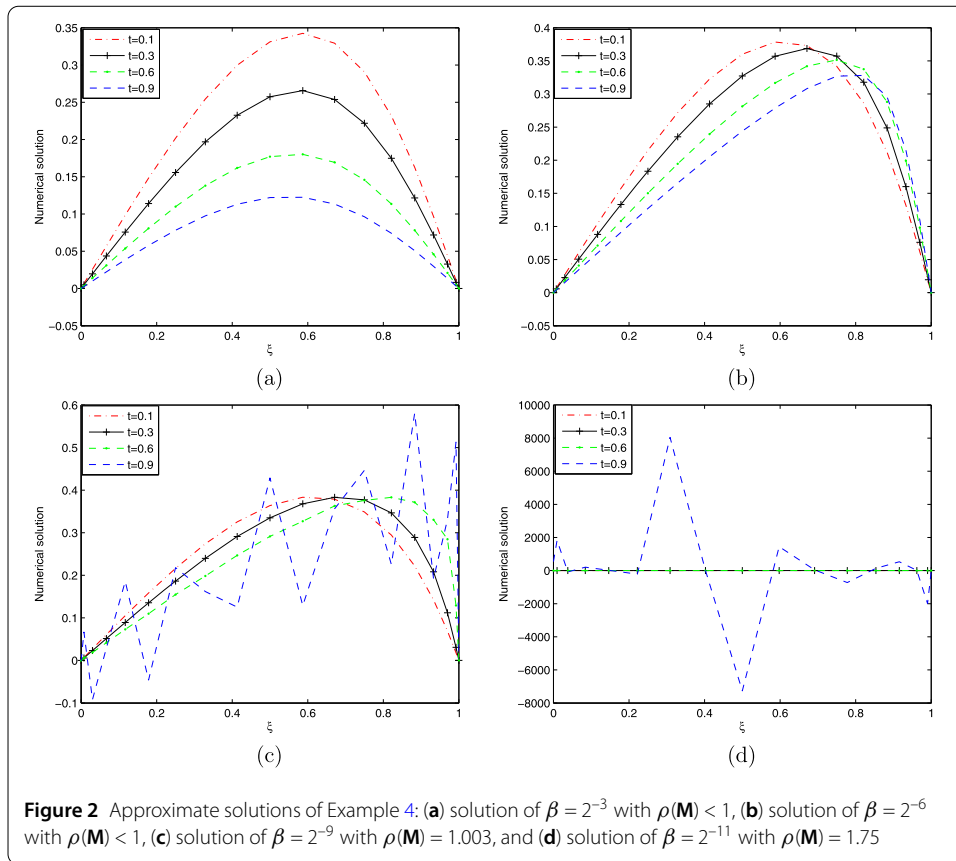 0.35
0.3
0.25
0.2
0.15
0.1
0.05
0
−0.05
Numerical solution
t=0.1
t=0.3
t=0.6
t=0.9
0 0.2 0.4 0.6 0.8 1
ξ
(a)
0.4
0.35
0.3
0.25
0.2
0.15
0.1
0.05
0
−0.05
Numerical solution
t=0.1
t=0.3
t=0.6
t=0.9
0 0.2 0.4 0.6 0.8 1
ξ
(b)
0.6
0.5
0.4
0.3
0.2
0.1
0
−0.1
Numerical solution
t=0.1
t=0.3
t=0.6
t=0.9
0 0.2 0.4 0.6 0.8 1
ξ
(c)
10000
8000
6000
4000
2000
0
−2000
−4000
−6000
−8000
Numerical solution
t=0.1
t=0.3
t=0.6
t=0.9
0 0.2 0.4 0.6 0.8 1
ξ
(d)
Figure 2 Approximate solutions of Example 4: (a) solution of β = 2⁻³ with ρ(M) < 1, (b) solution of β = 2⁻⁶
with ρ(M) < 1, (c) solution of β = 2⁻⁹ with ρ(M) = 1.003, and (d) solution of β = 2⁻¹¹ with ρ(M) = 1.75